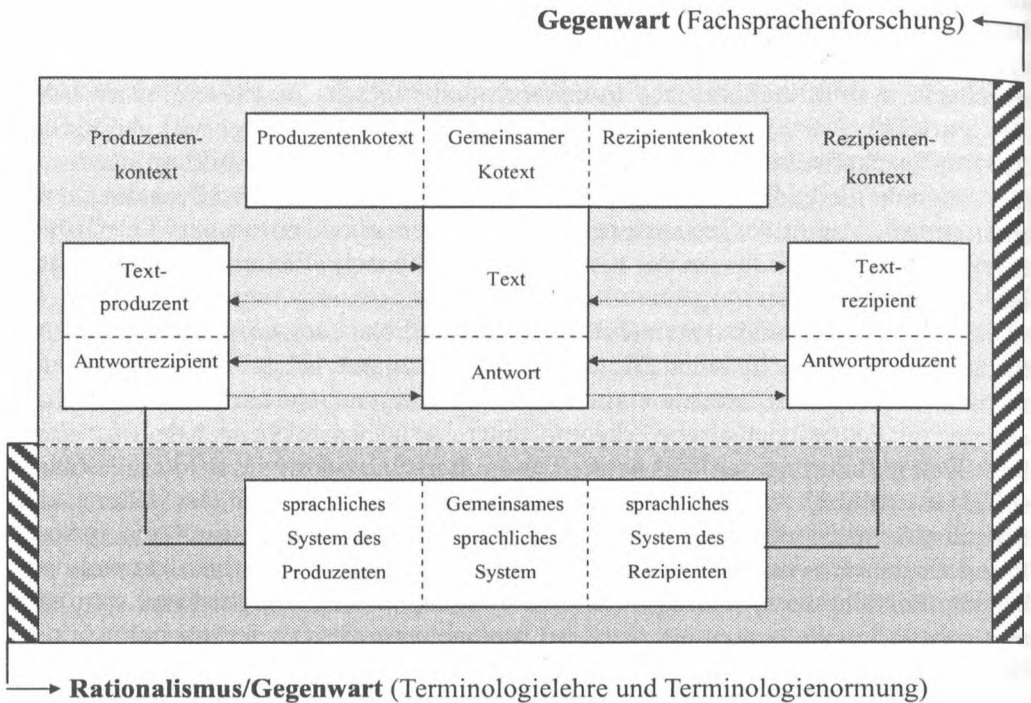 Gegenwart (Fachsprachenforschung)
Produzenten-
kontext
Produzentenkotext
Gemeinsamer
Kotext
Rezipientenkotext
Rezipienten-
kontext
Text-
produzent
Text
Text-
rezipient
Antwortrezipient
Antwort
Antwortproduzent
sprachliches
System des
Produzenten
Gemeinsames
sprachliches
System
sprachliches
System des
Rezipienten
Rationalismus/Gegenwart (Terminologielehre und Terminologienormung)